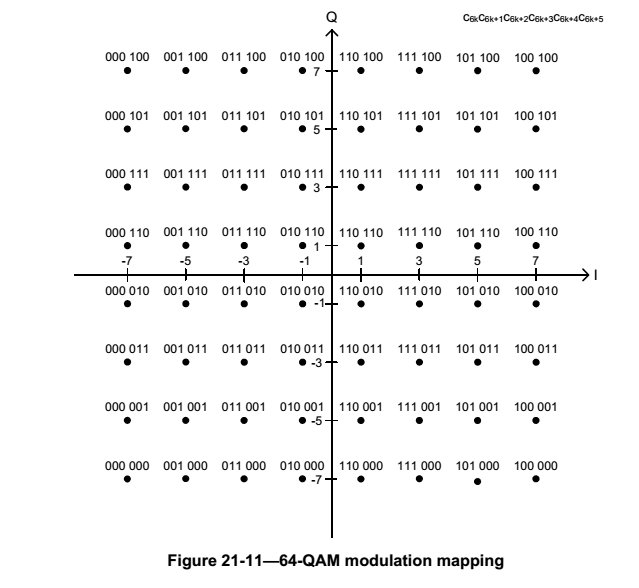 Q
C6kC6k+1C6k+2C6k+3C6k+4C6k+5
000 100 001 100 011 100 010 100 110 100 111 100 101 100 100 100
7
000 101 001 101 011 101 010 101 110 101 111 101 101 101 100 101
5
000 111 001 111 011 111 010 111 110 111 111 111 101 111 100 111
3
000 110 001 110 011 110 010 110 110 110 111 110 101 110 100 110
1
-7 -5 -3 -1 1 3 5 7
I
000 010 001 010 011 010 010 010 110 010 111 010 101 010 100 010
-1
000 011 001 011 011 011 010 011 110 011 111 011 101 011 100 011
-3
000 001 001 001 011 001 010 001 110 001 111 001 101 001 100 001
-5
000 000 001 000 011 000 010 000 110 000 111 000 101 000 100 000
-7
Figure 21-11—64-QAM modulation mapping